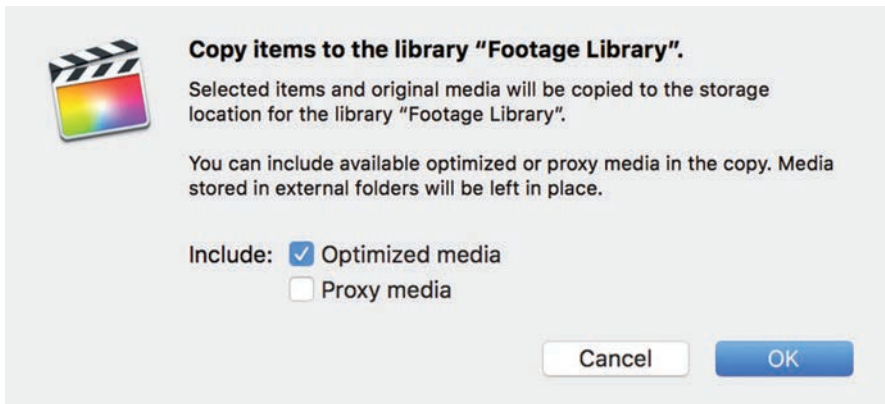 Copy items to the library “Footage Library”.
Selected items and original media will be copied to the storage
location for the library “Footage Library”.
You can include available optimized or proxy media in the copy. Media
stored in external folders will be left in place.
Include: Optimized media
Proxy media
Cancel OK